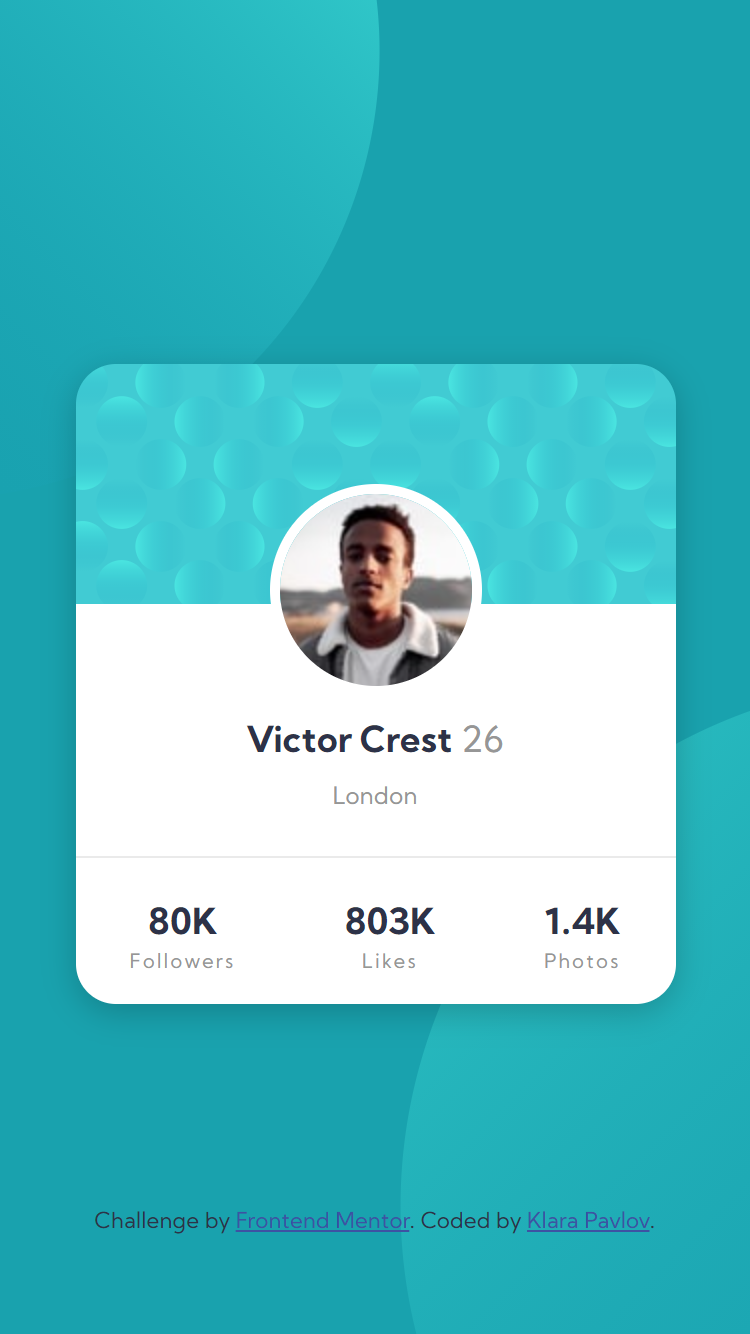 Victor Crest 26
London
80K 803K 1.4K
Followers Likes Photos
Challenge by Frontend Mentor. Coded by Klara Pavlov.